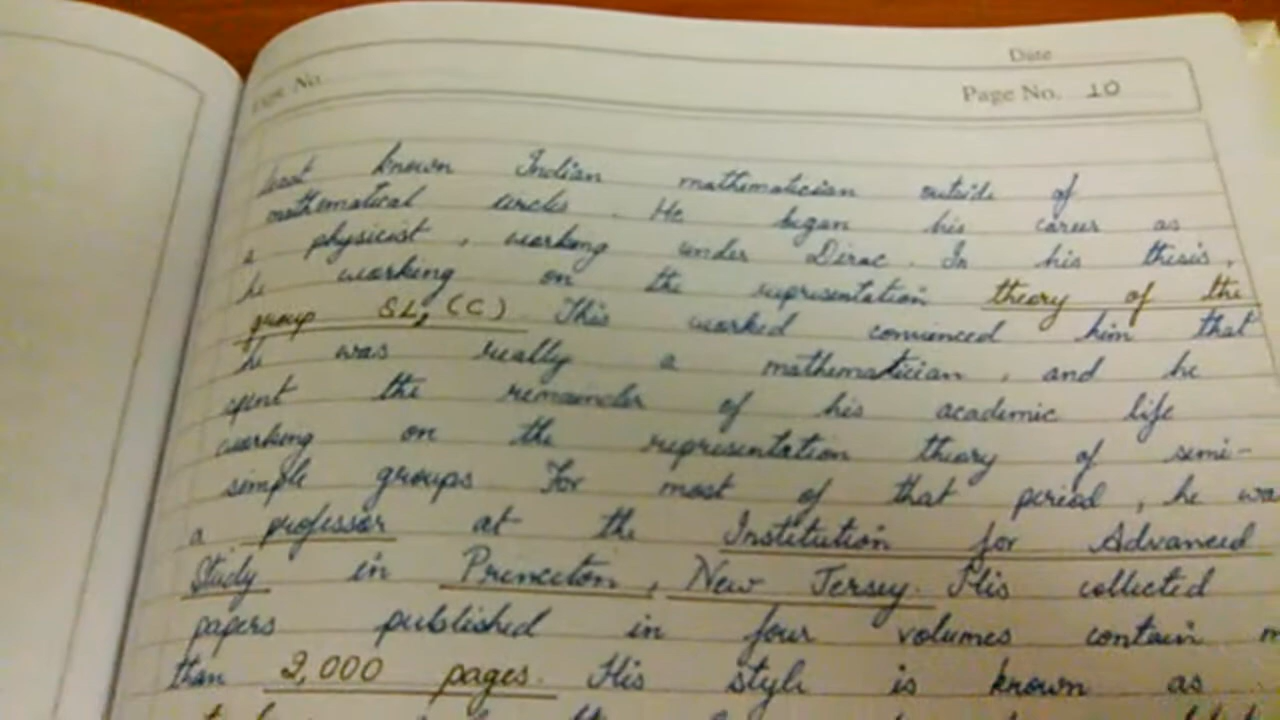 Date
Expt. No.
Page No. 10
least known Indian mathematician outside of
mathematical circles. He began his career as
a physicist, working under Dirac. In his thesis,
he working on the representation theory of the
group SL2 (C) This worked convinced him that
he was really a mathematician, and he
spent the remainder of his academic life
working on the representation theory of semi-
simple groups For most of that period, he
a professor at the Institution for Advanced
Study in Princeton, New Jersey. His collected
papers published in four volumes contain
than 2,000 pages. His style is known as